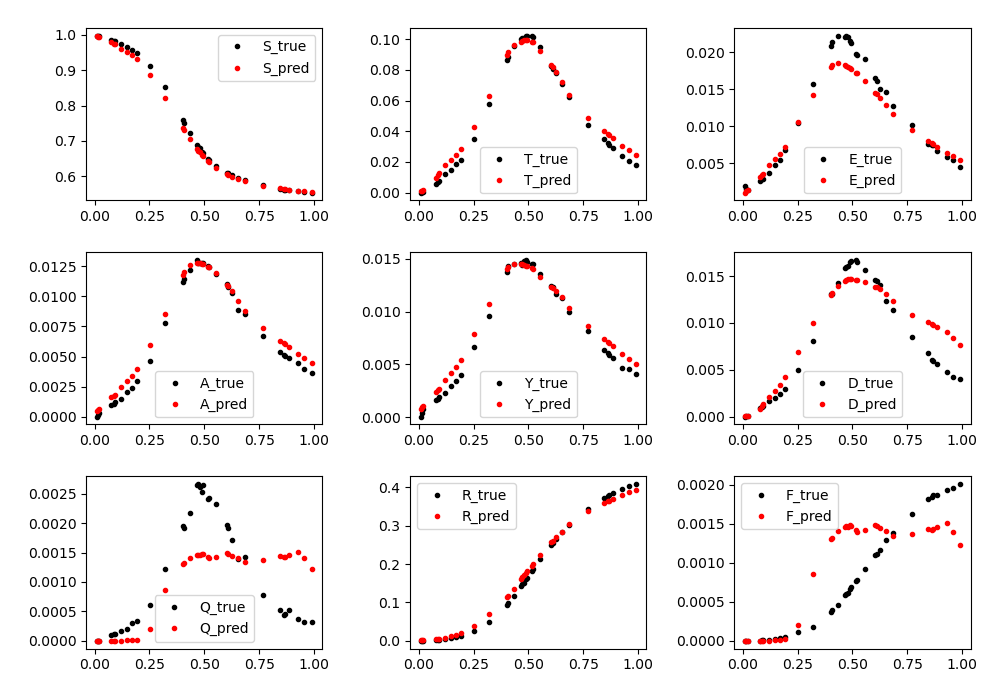 1.0
0.9
0.8
0.7
0.6
S_true
S_pred
0.00 0.25 0.50 0.75 1.00
0.10
0.08
0.06
0.04
0.02
0.00
T_true
T_pred
0.00 0.25 0.50 0.75 1.00
0.020
0.015
0.010
0.005
E_true
E_pred
0.00 0.25 0.50 0.75 1.00
0.0125
0.0100
0.0075
0.0050
0.0025
0.0000
A_true
A_pred
0.00 0.25 0.50 0.75 1.00
0.015
0.010
0.005
0.000
Y_true
Y_pred
0.00 0.25 0.50 0.75 1.00
0.015
0.010
0.005
0.000
D_true
D_pred
0.00 0.25 0.50 0.75 1.00
0.0025
0.0020
0.0015
0.0010
0.0005
0.0000
Q_true
Q_pred
0.00 0.25 0.50 0.75 1.00
0.4
0.3
0.2
0.1
0.0
R_true
R_pred
0.00 0.25 0.50 0.75 1.00
0.0020
0.0015
0.0010
0.0005
0.0000
F_true
F_pred
0.00 0.25 0.50 0.75 1.00